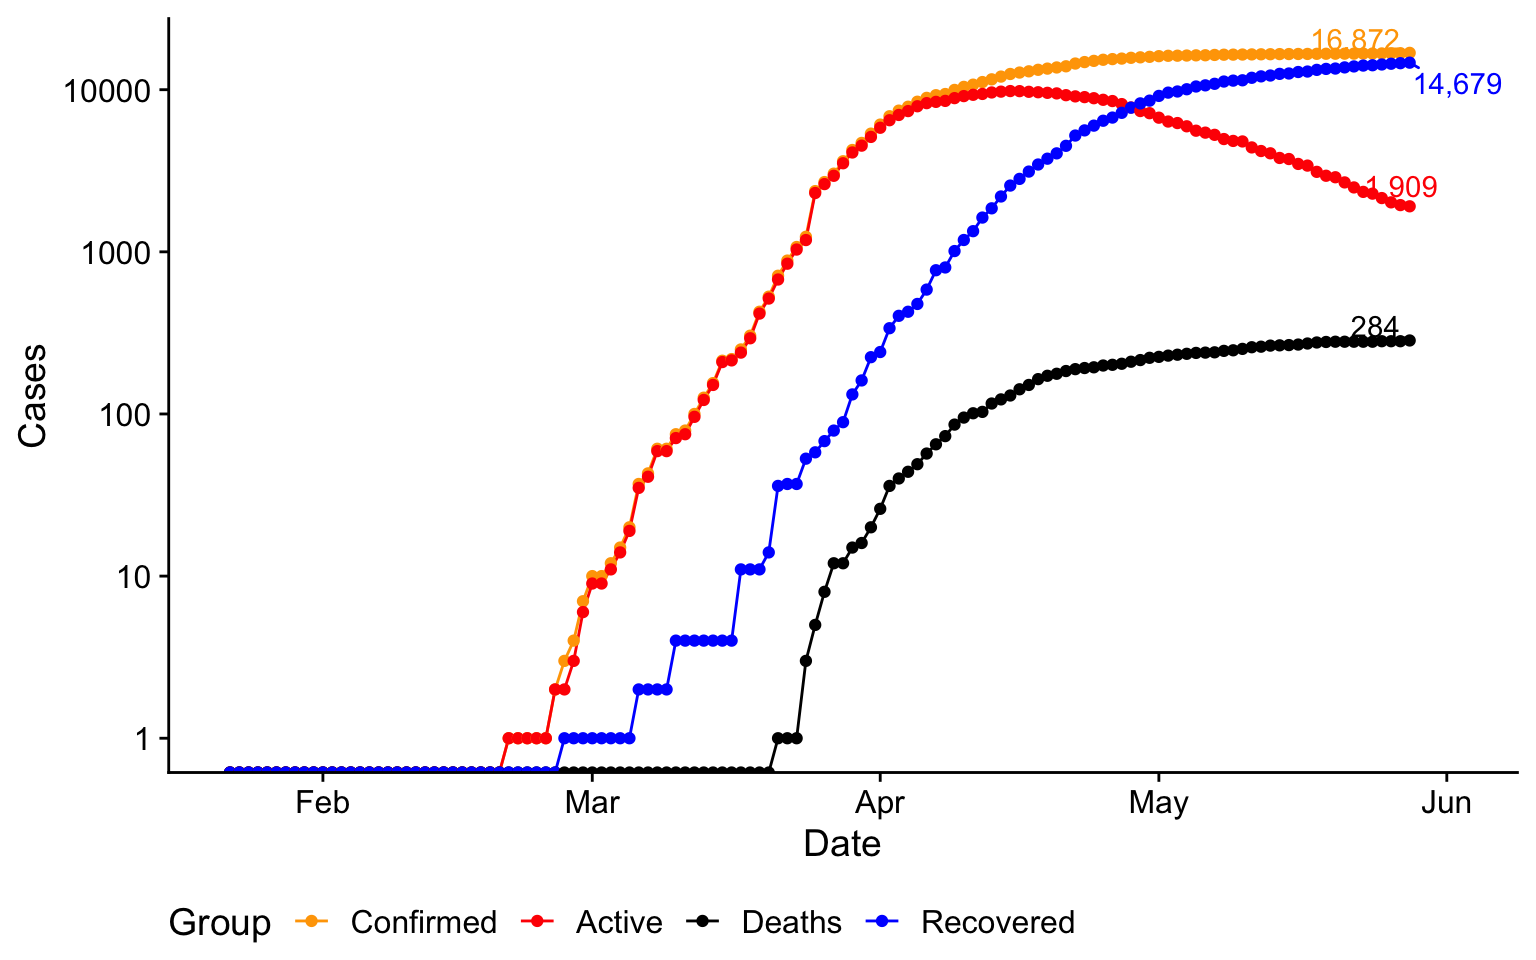 16,872
10000
14,679
1,909
1000
284
100
10
1
Cases
Feb Mar Apr May Jun
Date
Group Confirmed Active Deaths Recovered